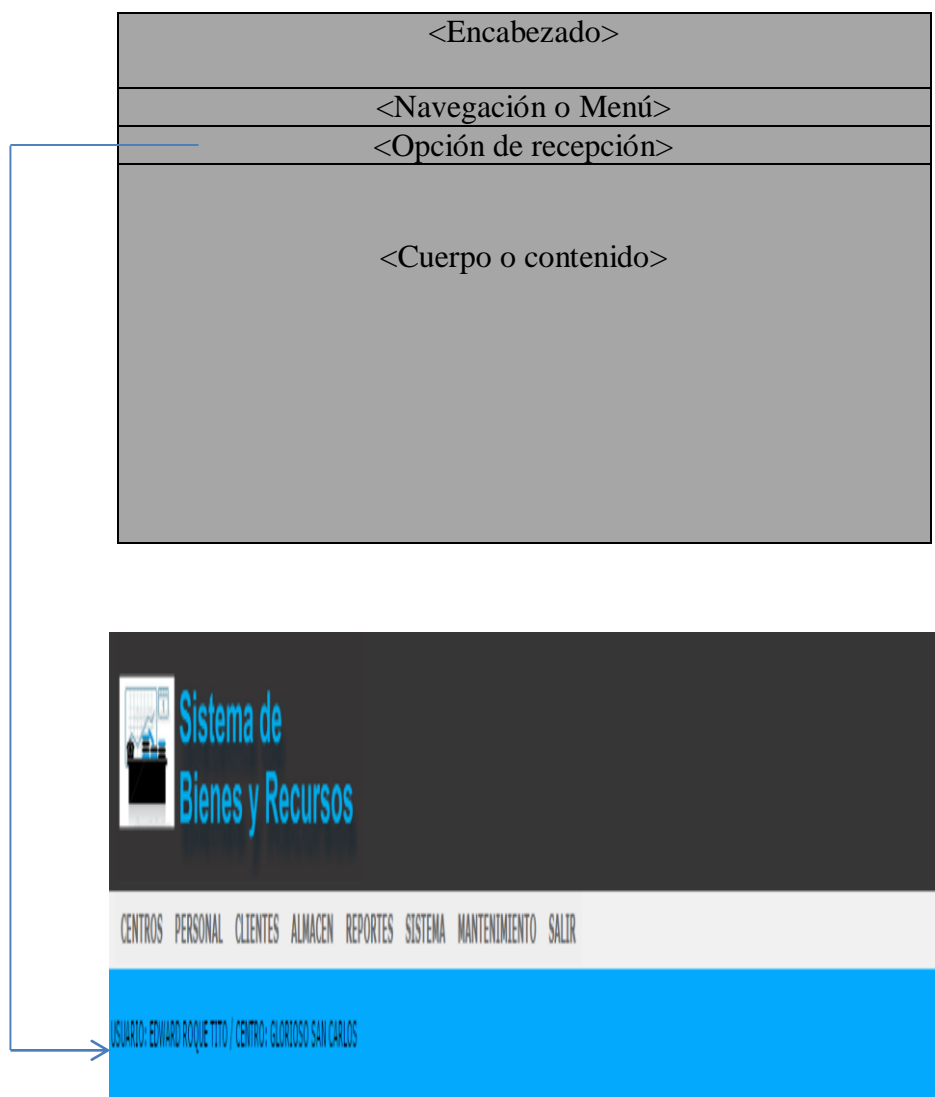 <Encabezado>
<Navegación o Menú>
<Opción de recepción>
<Cuerpo o contenido>
Sistema de
Bienes y Recursos
CENTROS PERSONAL CLIENTES ALMACEN REPORTES SISTEMA MANTENIMIENTO SALIR
USUARIO: EDWARD ROQUE TITO / CENTRO: GLORIOSO SAN CARLOS